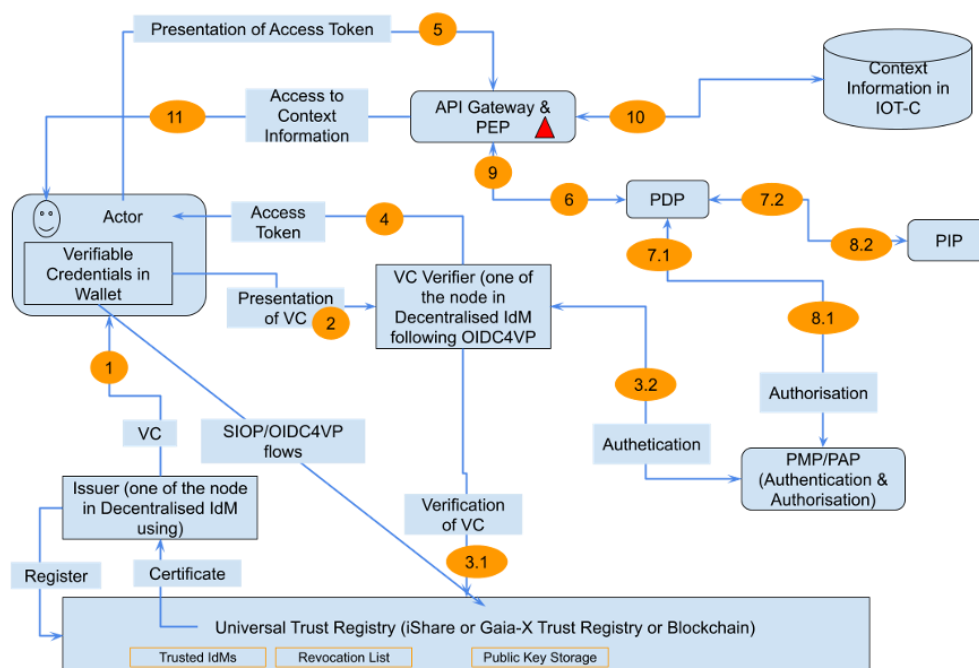 Presentation of Access Token
5
Context
Information in
IOT-C
11
Access to
Context
Information
API Gateway &
PEP
10
9
6
PDP
7.2
Actor
Access
Token
4
7.1
8.2
PIP
Verifiable
Credentials in
Wallet
Presentation
of VC
2
VC Verifier (one of
the node in
Decentralised IdM
following OIDC4VP
8.1
1
3.2
Authorisation
VC
SIOP/OIDC4VP
flows
Authetication
PMP/PAP
(Authentication &
Authorisation)
Issuer (one of the node
in Decentralised IdM
using)
Verification
of VC
3.1
Register
Certificate
Universal Trust Registry (iShare or Gaia-X Trust Registry or Blockchain)
Trusted IdMs
Revocation List
Public Key Storage